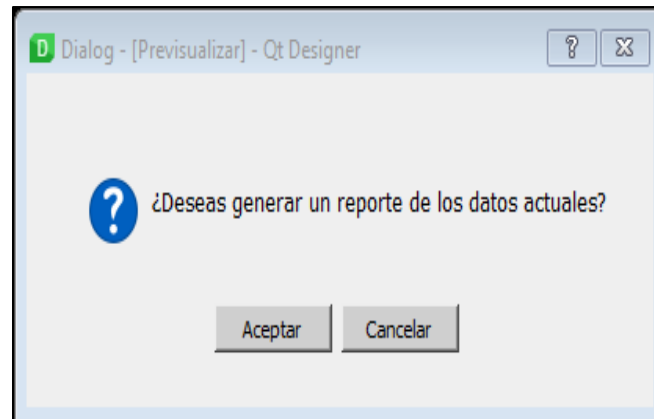 Dialog - [Previsualizar] - Qt Designer
¿Deseas generar un reporte de los datos actuales?
Aceptar Cancelar